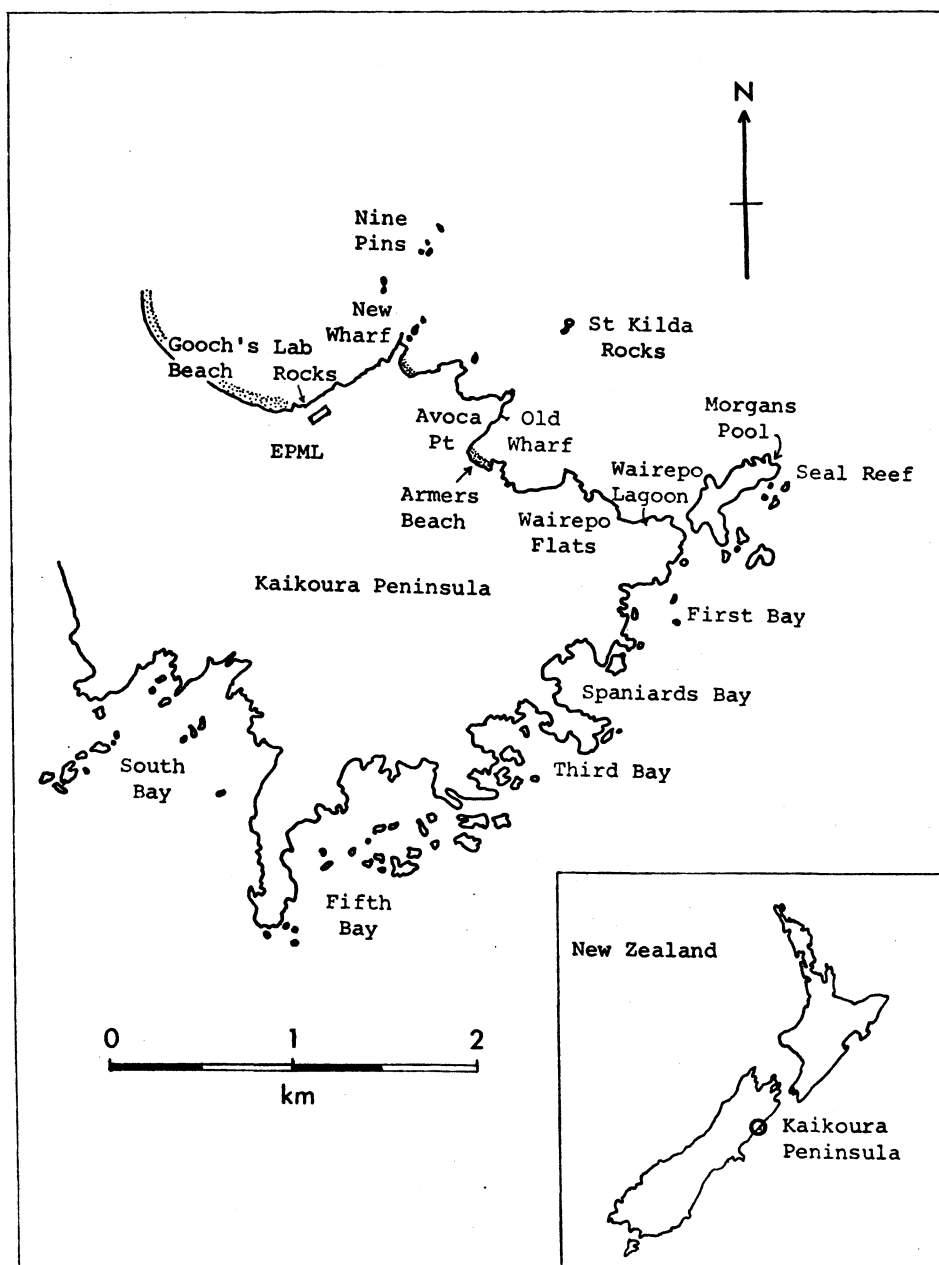 N
Nine
Pins
New
Wharf
St Kilda
Rocks
Gooch's Lab
Beach Rocks
EPML
Avoca
Pt
Old
Wharf
Morgans
Pool
Wairepo
Lagoon
Seal Reef
Armers
Beach
Wairepo
Flats
Kaikoura Peninsula
First Bay
Spaniards Bay
Third Bay
South
Bay
Fifth
Bay
0 1 2
km
New Zealand
Kaikoura
Peninsula